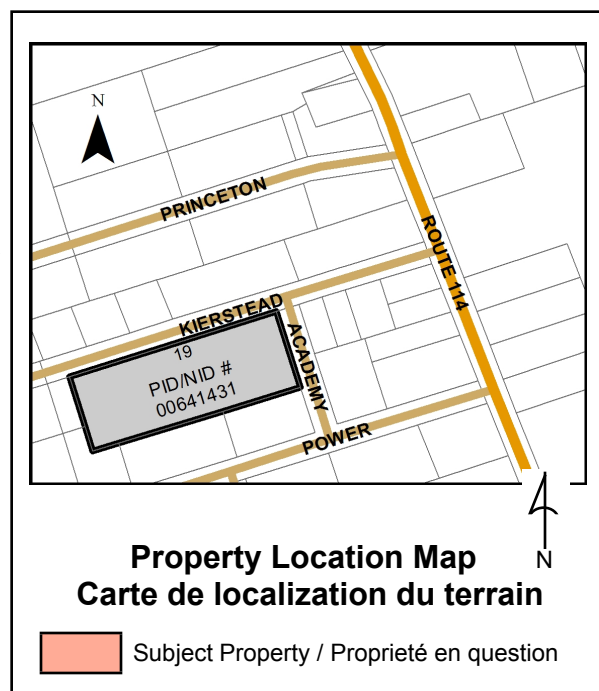 N
PRINCETON
ROUTE 114
KIERSTEAD
19
PID/NID #
00641431
ACADEMY
POWER
N
Property Location Map
Carte de localization du terrain
Subject Property / Proprieté en question